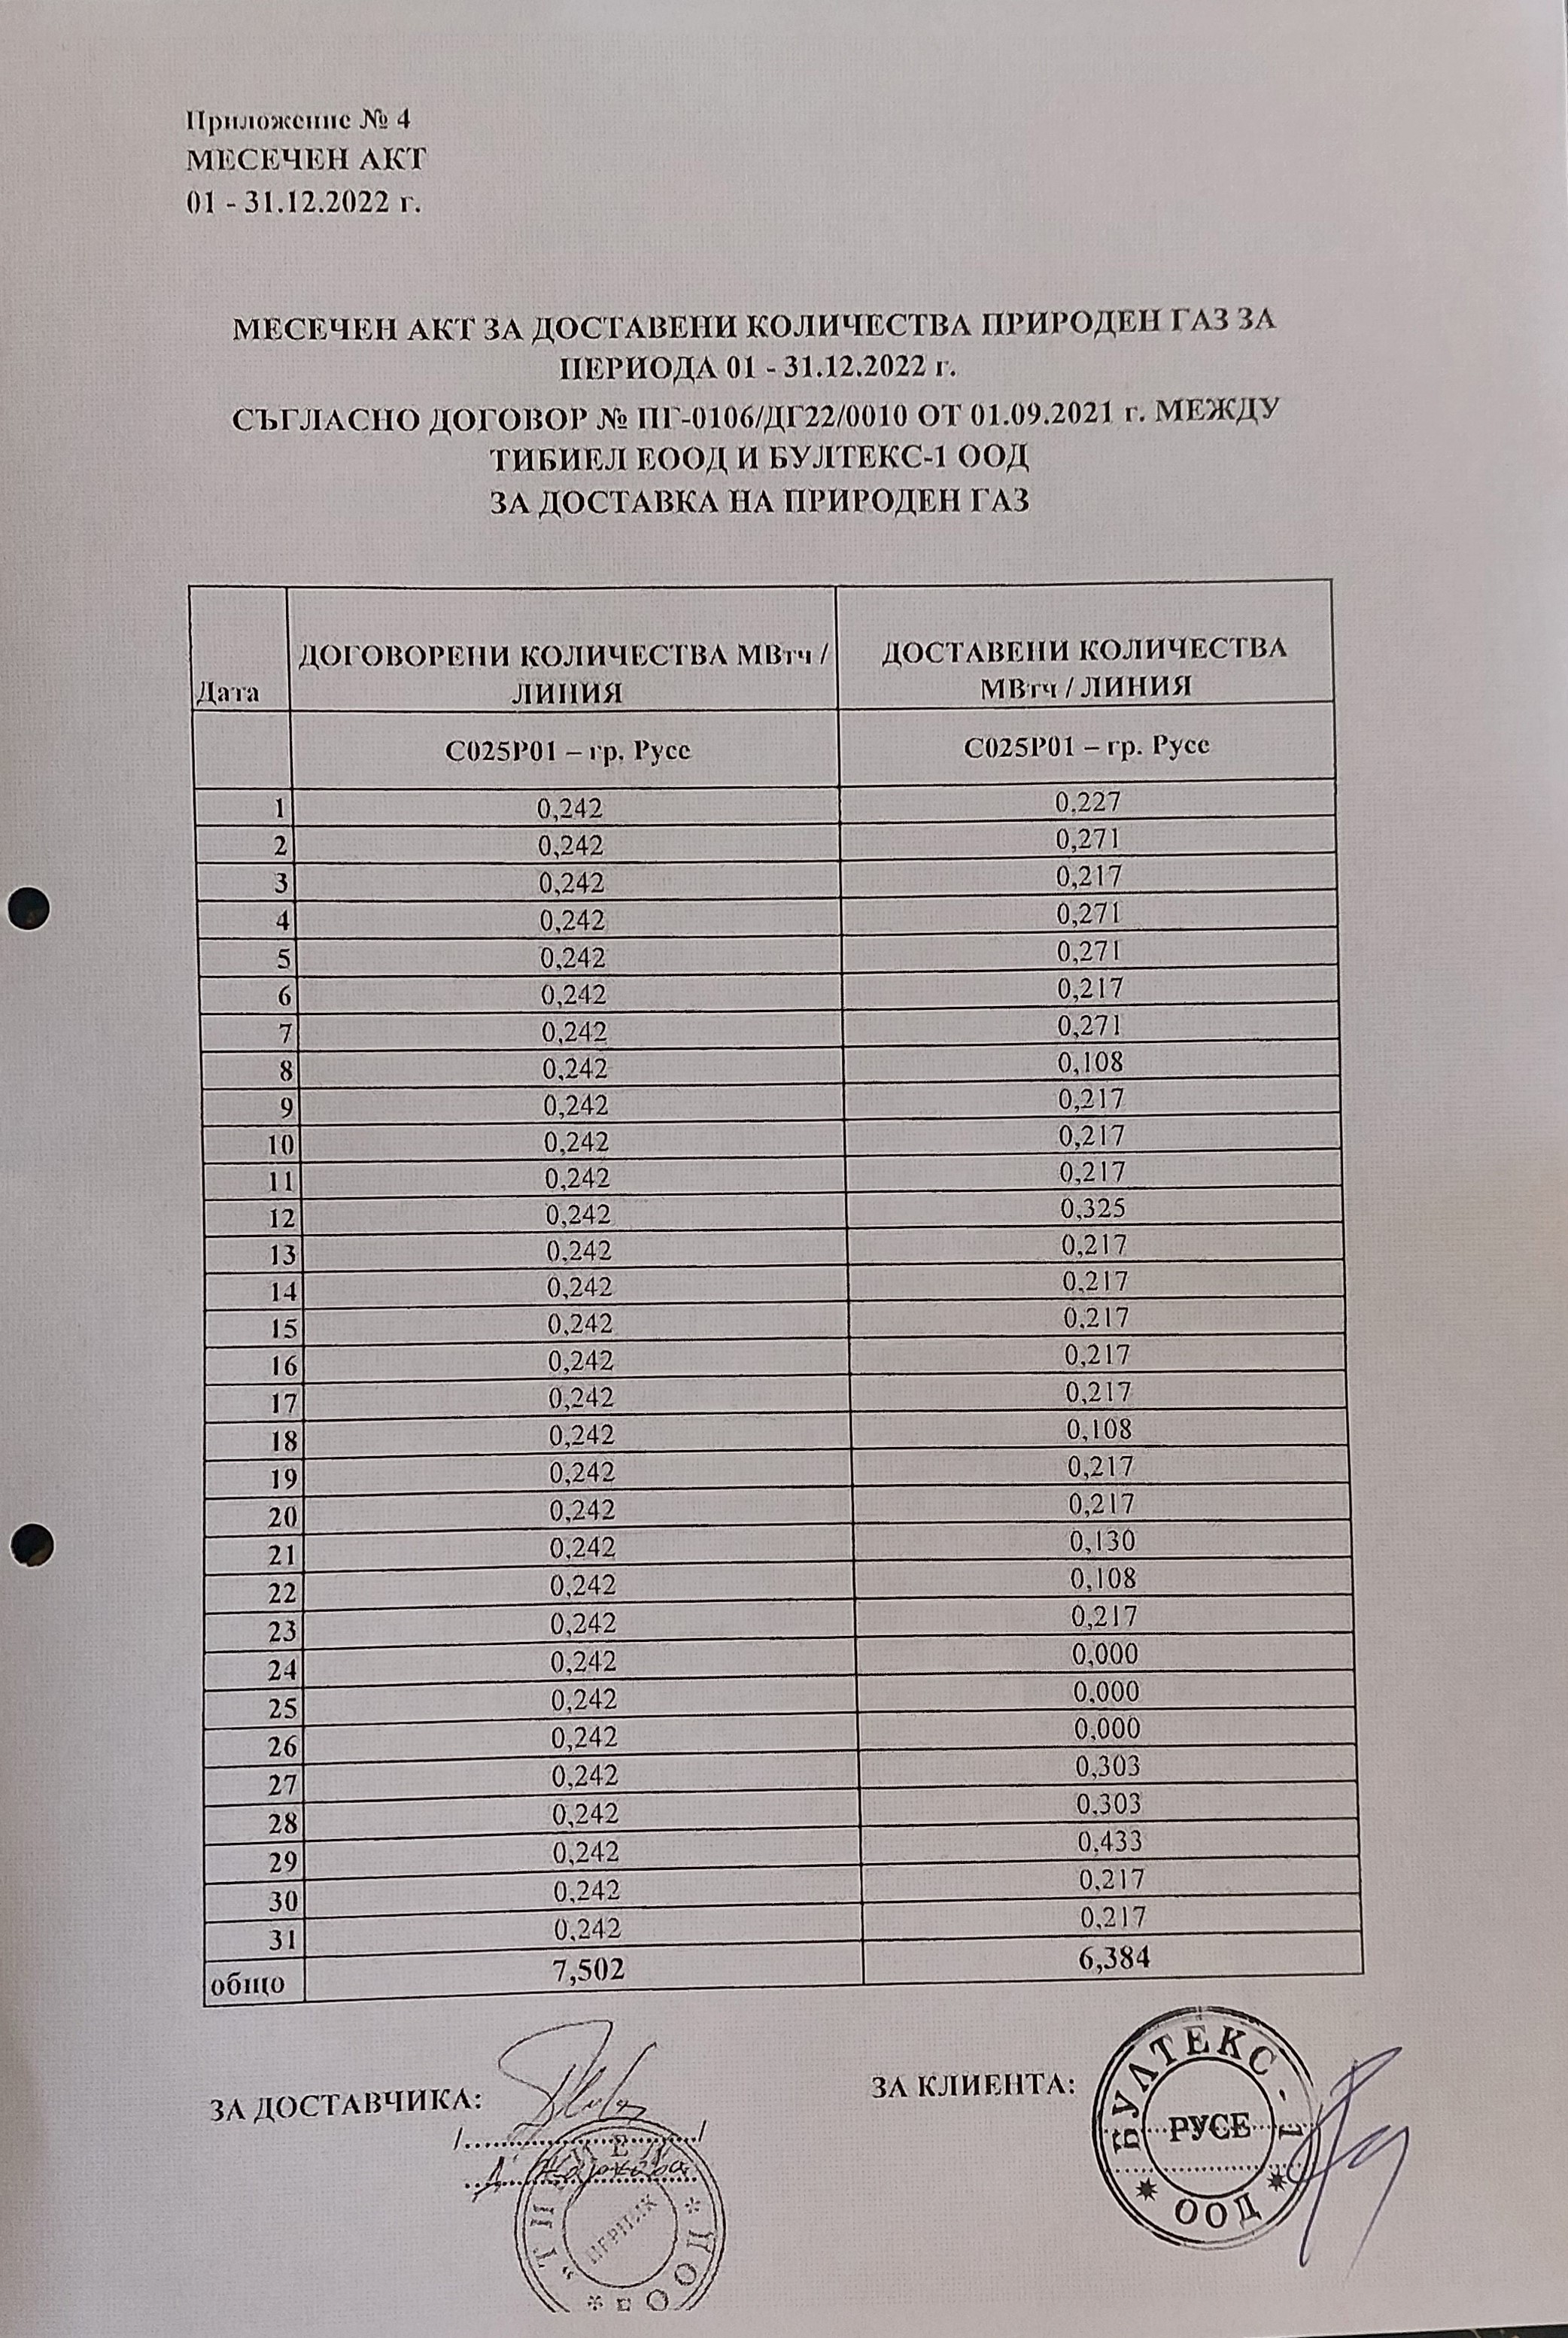 Приложение № 4
МЕСЕЧЕН АКТ
01 - 31.12.2022 г.
МЕСЕЧЕН АКТ ЗА ДОСТАВЕНИ КОЛИЧЕСТВА ПРИРОДЕН ГАЗ ЗА
ПЕРИОДА 01 - 31.12.2022 г.
СЪГЛАСНО ДОГОВОР № ПГ-0106/ДГ22/0010 ОТ 01.09.2021 г. МЕЖДУ
ТИБИЕЛ ЕООД И БУЛТЕКС-1 ООД
ЗА ДОСТАВКА НА ПРИРОДЕН ГАЗ
Дата ДОГОВОРЕНИ КОЛИЧЕСТВА МВтч / ЛИНИЯ ДОСТАВЕНИ КОЛИЧЕСТВА МВтч / ЛИНИЯ
С025Р01 – гр. Русе С025Р01 – гр. Русе
1 0,242 0,227
2 0,242 0,271
3 0,242 0,217
4 0,242 0,271
5 0,242 0,271
6 0,242 0,217
7 0,242 0,271
8 0,242 0,108
9 0,242 0,217
10 0,242 0,217
11 0,242 0,217
12 0,242 0,325
13 0,242 0,217
14 0,242 0,217
15 0,242 0,217
16 0,242 0,217
17 0,242 0,217
18 0,242 0,108
19 0,242 0,217
20 0,242 0,217
21 0,242 0,130
22 0,242 0,108
23 0,242 0,217
24 0,242 0,000
25 0,242 0,000
26 0,242 0,000
27 0,242 0,303
28 0,242 0,303
29 0,242 0,433
30 0,242 0,217
31 0,242 0,217
общо 7,502 6,384
ЗА ДОСТАВЧИКА: ЗА КЛИЕНТА:
БУЛТЕКС - 1
РУСЕ
ООД
ПЕРНИК